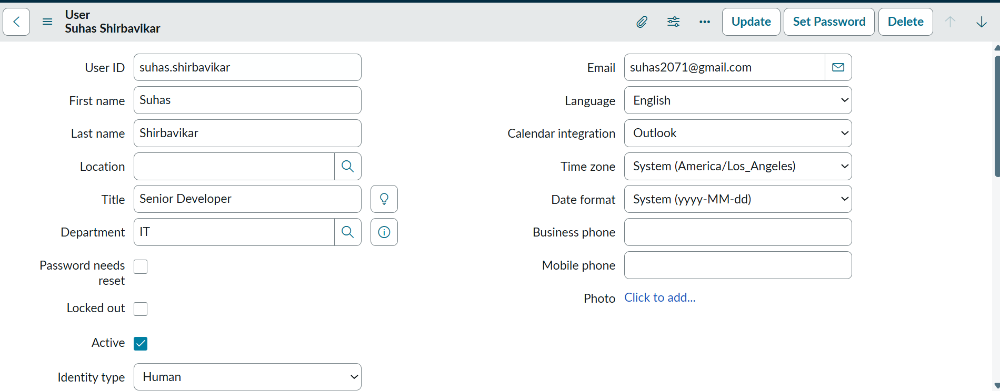 User
Suhas Shirbavikar
Update
Set Password
Delete
User ID
suhas.shirbavikar
First name
Suhas
Last name
Shirbavikar
Location
Title
Senior Developer
Department
IT
Password needs
reset
Locked out
Active
Identity type
Human
Email
suhas2071@gmail.com
Language
English
Calendar integration
Outlook
Time zone
System (America/Los_Angeles)
Date format
System (yyyy-MM-dd)
Business phone
Mobile phone
Photo
Click to add...